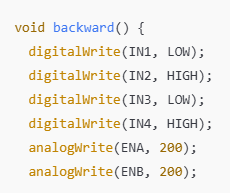 void backward() {
  digitalWrite(IN1, LOW);
  digitalWrite(IN2, HIGH);
  digitalWrite(IN3, LOW);
  digitalWrite(IN4, HIGH);
  analogWrite(ENA, 200);
  analogWrite(ENB, 200);